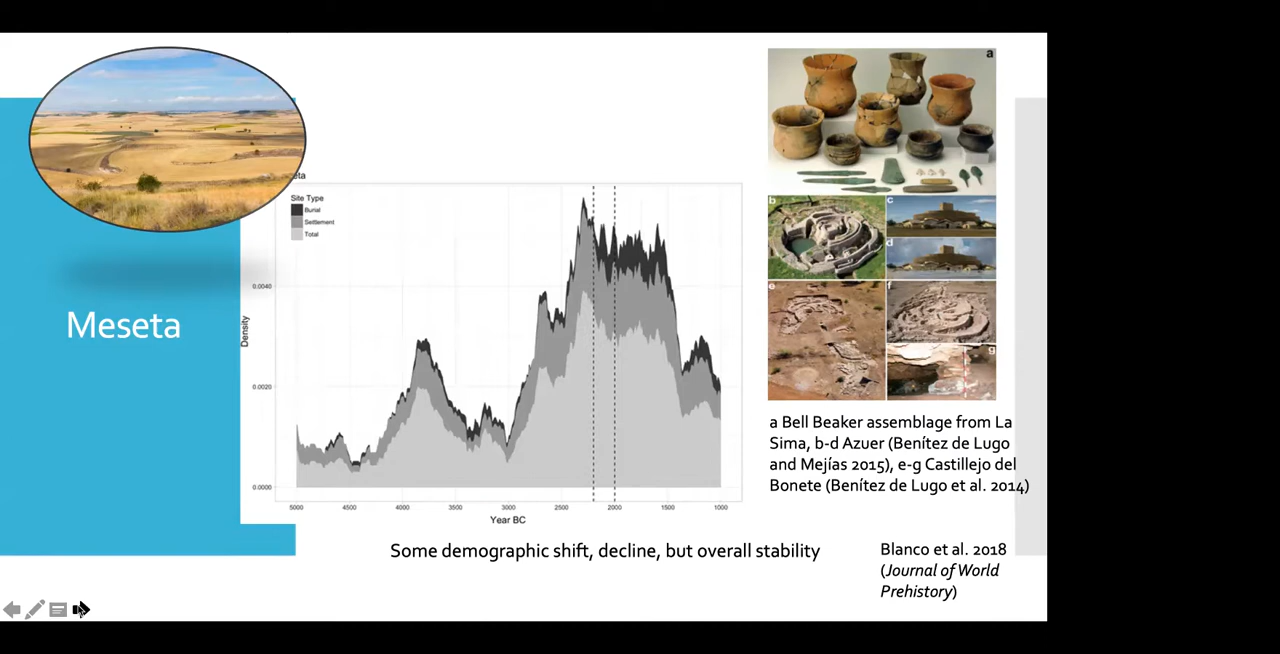 Meseta
eta
Site Type
Burial
Settlement
Total
Density
0.0040
0.0020
0.0000
5000 4500 4000 3500 3000 2500 2000 1500 1000
Year BC
Some demographic shift, decline, but overall stability
a
b
c
d
e
f
g
a Bell Beaker assemblage from La
Sima, b-d Azuer (Benítez de Lugo
and Mejías 2015), e-g Castillejo del
Bonete (Benítez de Lugo et al. 2014)
Blanco et al. 2018
(Journal of World
Prehistory)